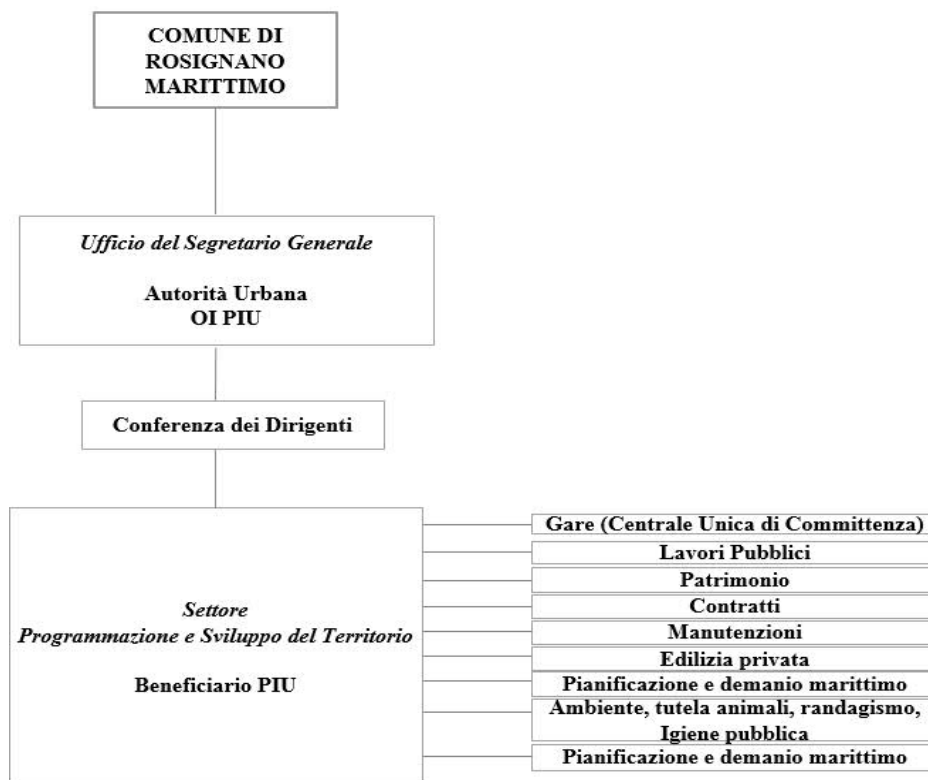 COMUNE DI
ROSIGNANO
MARITTIMO
Ufficio del Segretario Generale
Autorità Urbana
OI PIU
Conferenza dei Dirigenti
Settore
Programmazione e Sviluppo del Territorio
Beneficiario PIU
Gare (Centrale Unica di Committenza)
Lavori Pubblici
Patrimonio
Contratti
Manutenzioni
Edilizia privata
Pianificazione e demanio marittimo
Ambiente, tutela animali, randagismo,
Igiene pubblica
Pianificazione e demanio marittimo